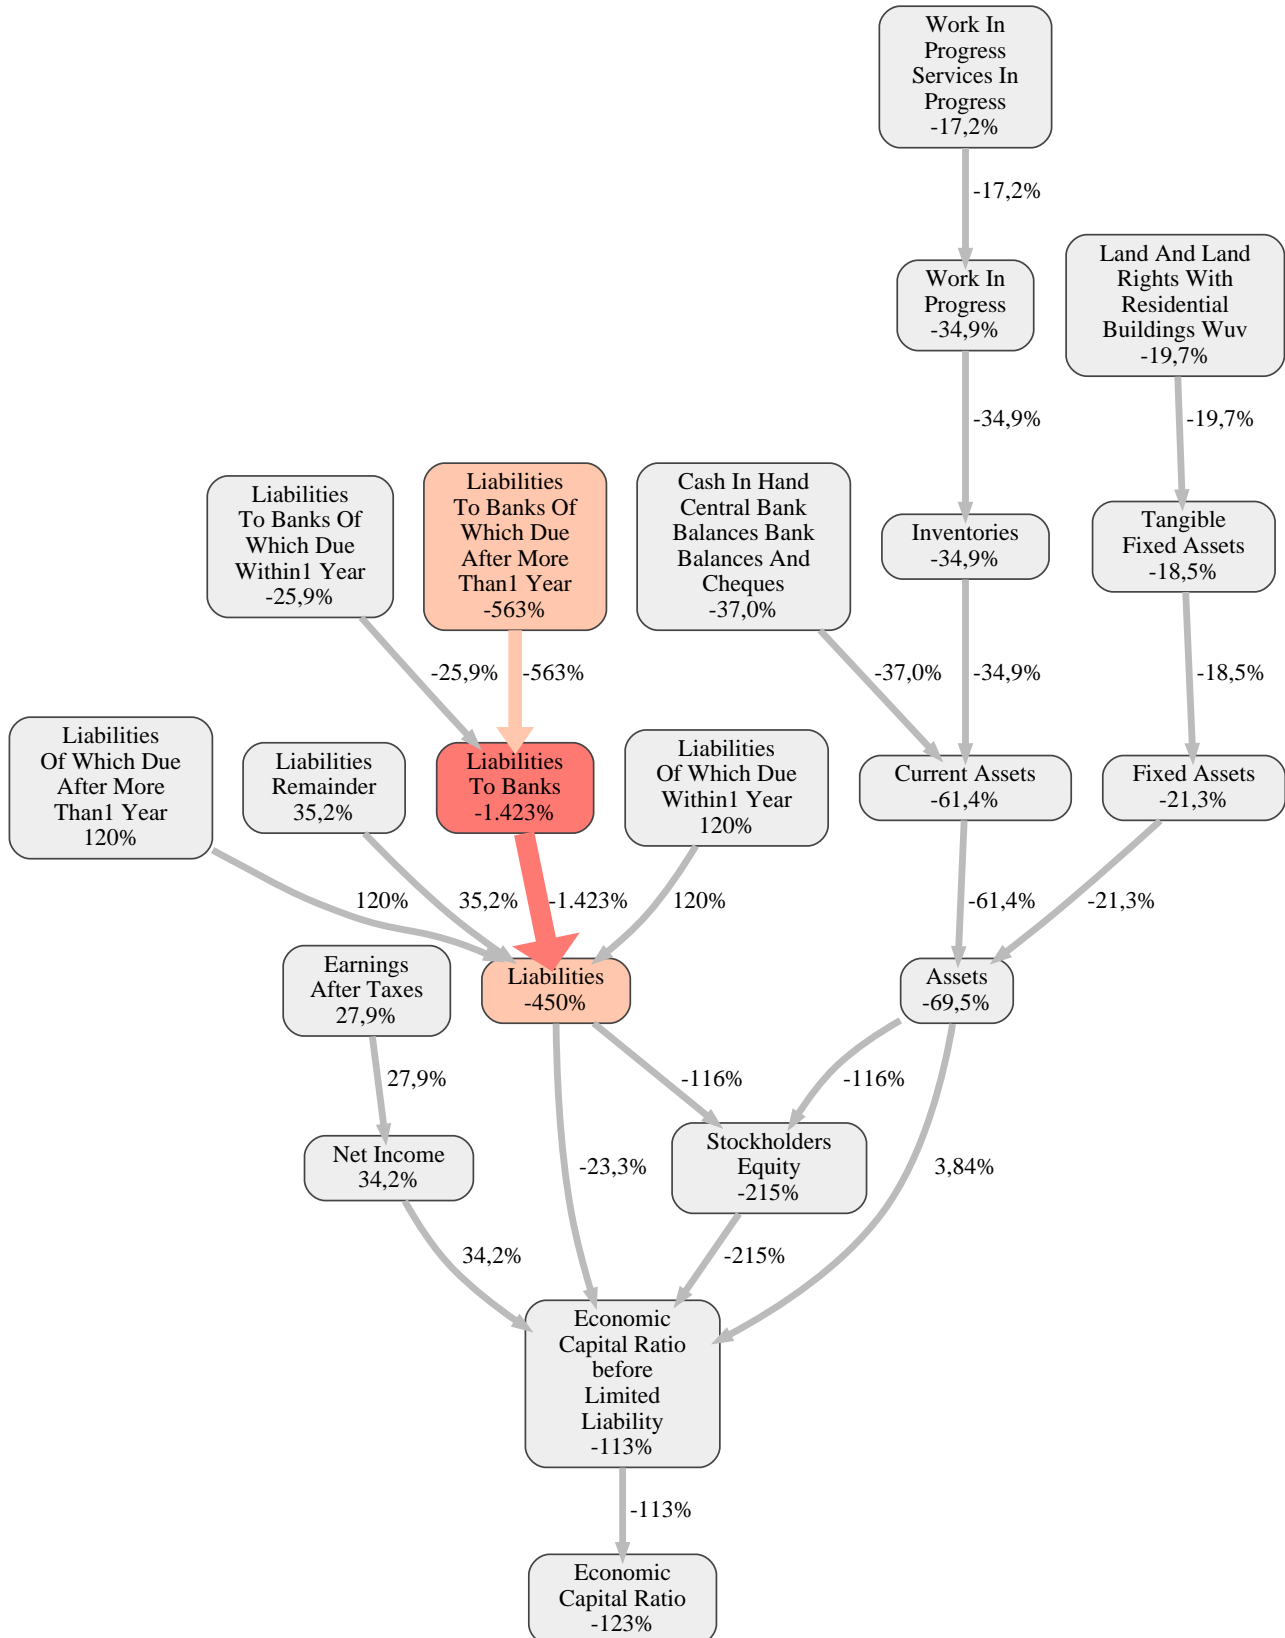 Work In
Progress
Services In
Progress
-17,2%
-17,2%
Work In
Progress
-34,9%
Land And Land
Rights With
Residential
Buildings Wuv
-19,7%
-34,9%
-19,7%
Liabilities
To Banks Of
Which Due
Within1 Year
-25,9%
Liabilities
To Banks Of
Which Due
After More
Than1 Year
-563%
Cash In Hand
Central Bank
Balances Bank
Balances And
Cheques
-37,0%
Inventories
-34,9%
Tangible
Fixed Assets
-18,5%
-25,9%
-563%
-37,0%
-34,9%
-18,5%
Liabilities
Of Which Due
After More
Than1 Year
120%
Liabilities
Remainder
35,2%
Liabilities
To Banks
-1.423%
Liabilities
Of Which Due
Within1 Year
120%
Current Assets
-61,4%
Fixed Assets
-21,3%
120%
35,2%
-1.423%
120%
-61,4%
-21,3%
Earnings
After Taxes
27,9%
Liabilities
-450%
Assets
-69,5%
27,9%
-116%
-116%
Net Income
34,2%
-23,3%
Stockholders
Equity
-215%
3,84%
34,2%
-215%
Economic
Capital Ratio
before
Limited
Liability
-113%
-113%
Economic
Capital Ratio
-123%